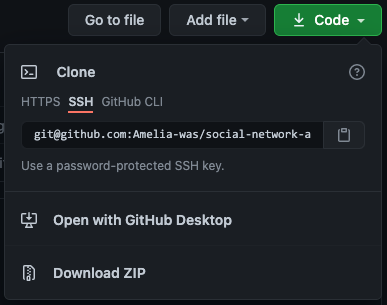 Go to file
Add file
Code
Clone
HTTPS SSH GitHub CLI
git@github.com:Amelia-was/social-network-a
Use a password-protected SSH key.
Open with GitHub Desktop
Download ZIP